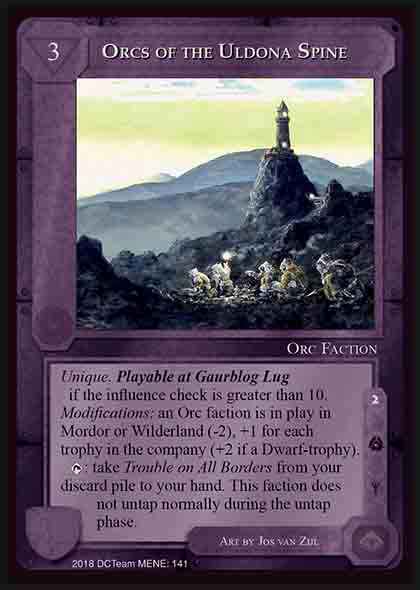 3
ORCS OF THE ULDONA SPINE
ORC FACTION
Unique. Playable at Gaurblog Lug
if the influence check is greater than 10.
Modifications: an Orc faction is in play in
Mordor or Wilderland (-2), +1 for each
trophy in the company (+2 if a Dwarf-trophy).
: take Trouble on All Borders from your
discard pile to your hand. This faction does
not untap normally during the untap
phase.
2
ART BY JOS VAN ZIJL
2018 DCTeam MENE: 141